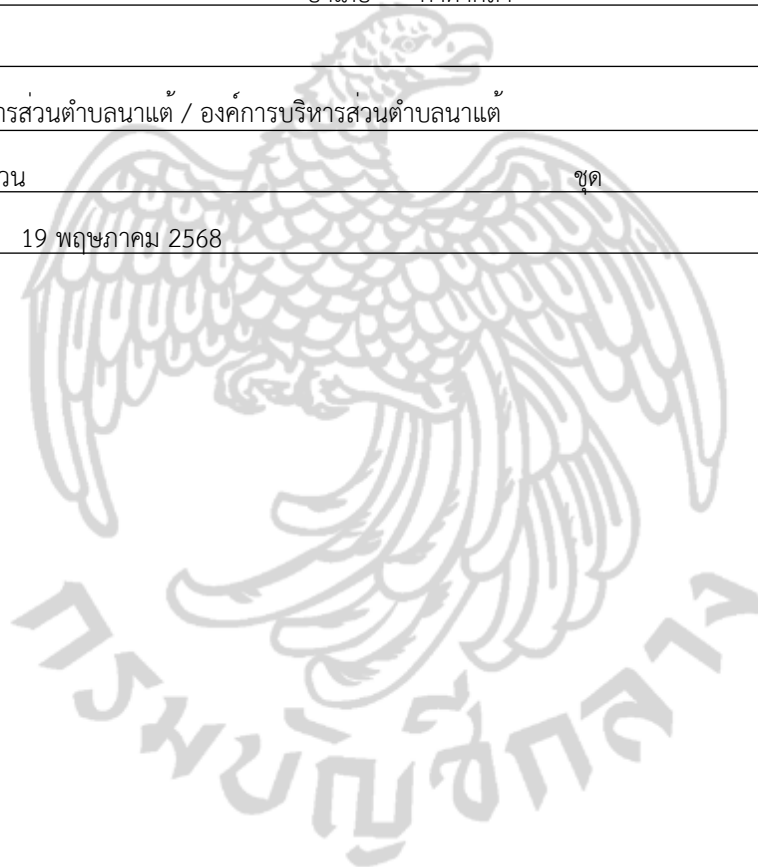 ารส่วนตำบลนาแต้ / องค์การบริหารส่วนตำบลนาแต้
วน ชุด
19 พฤษภาคม 2568
กรมบัญชีกลาง